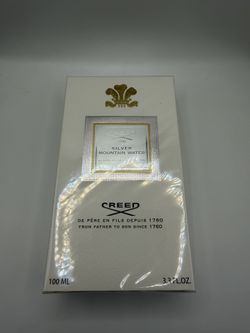 SILVER
MOUNTAIN WATER
CREED
DE PÈRE EN FILS DEPUIS 1760
FROM FATHER TO SON SINCE 1760
100 ML
3.3 FL.OZ.